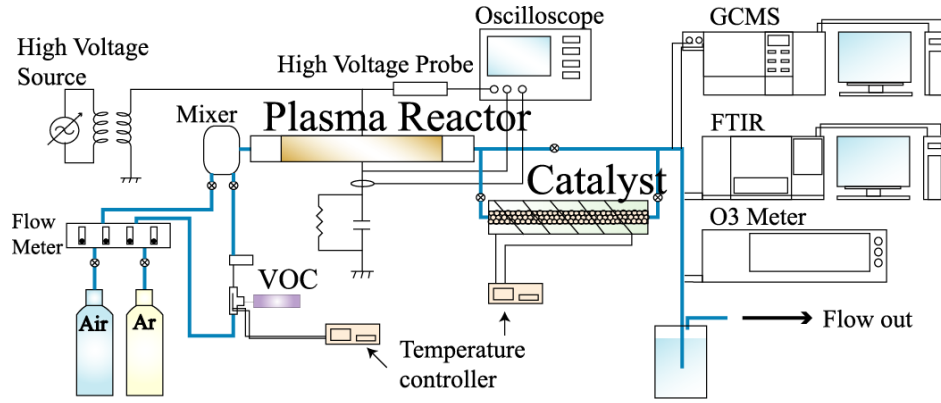 Oscilloscope
GCMS
High Voltage
Source
High Voltage Probe
Mixer
Plasma Reactor
FTIR
Catalyst
Flow
Meter
O3 Meter
VOC
Air
Ar
Flow out
Temperature
controller